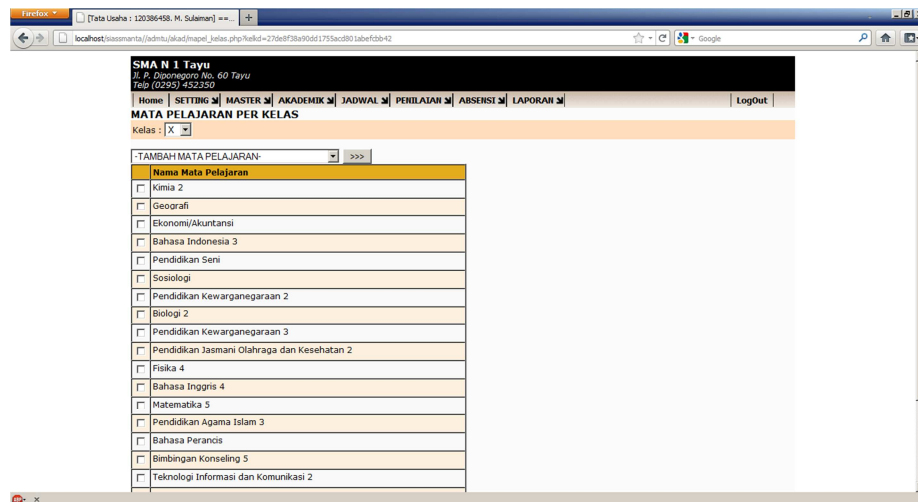 Firefox
[Tata Usaha : 120386458. M. Sulaiman] ==...
localhost/siassmanta//admtu/akad/mapel_kelas.php?kelkd=27de8f38a90dd1755acd801abefcbb42
Google
SMA N 1 Tayu
Jl. P. Diponegoro No. 60 Tayu
Telp (0295) 452350
Home SETTING MASTER AKADEMIK JADWAL PENILAIAN ABSENSI LAPORAN LogOut
MATA PELAJARAN PER KELAS
Kelas : X
-TAMBAH MATA PELAJARAN- >>>
Nama Mata Pelajaran
Kimia 2
Geografi
Ekonomi/Akuntansi
Bahasa Indonesia 3
Pendidikan Seni
Sosiologi
Pendidikan Kewarganegaraan 2
Biologi 2
Pendidikan Kewarganegaraan 3
Pendidikan Jasmani Olahraga dan Kesehatan 2
Fisika 4
Bahasa Inggris 4
Matematika 5
Pendidikan Agama Islam 3
Bahasa Perancis
Bimbingan Konseling 5
Teknologi Informasi dan Komunikasi 2